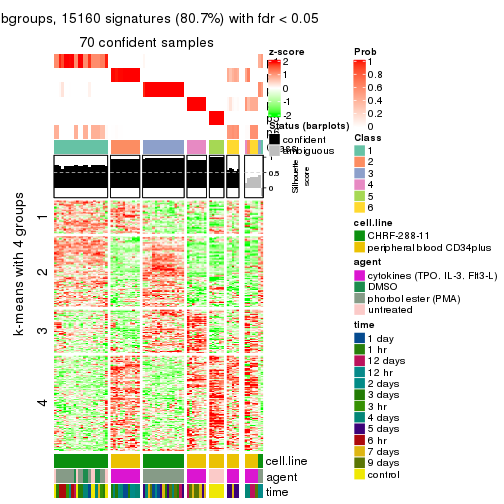 bgroups, 15160 signatures (80.7%) with fdr < 0.05
70 confident samples
k-means with 4 groups
1
2
3
4
z-score
2
1
0
-1
-2
Status (barplots)
confident
ambiguous
1
0.5
0
Silhouette
score
cell.line
agent
time
Prob
1
0.8
0.6
0.4
0.2
0
Class
1
2
3
4
5
6
cell.line
CHRF-288-11
peripheral blood CD34plus
agent
cytokines (TPO. IL-3. Flt3-L)
DMSO
phorbol ester (PMA)
untreated
time
1 day
1 hr
12 days
12 hr
2 days
3 days
3 hr
4 days
5 days
6 hr
7 days
9 days
control